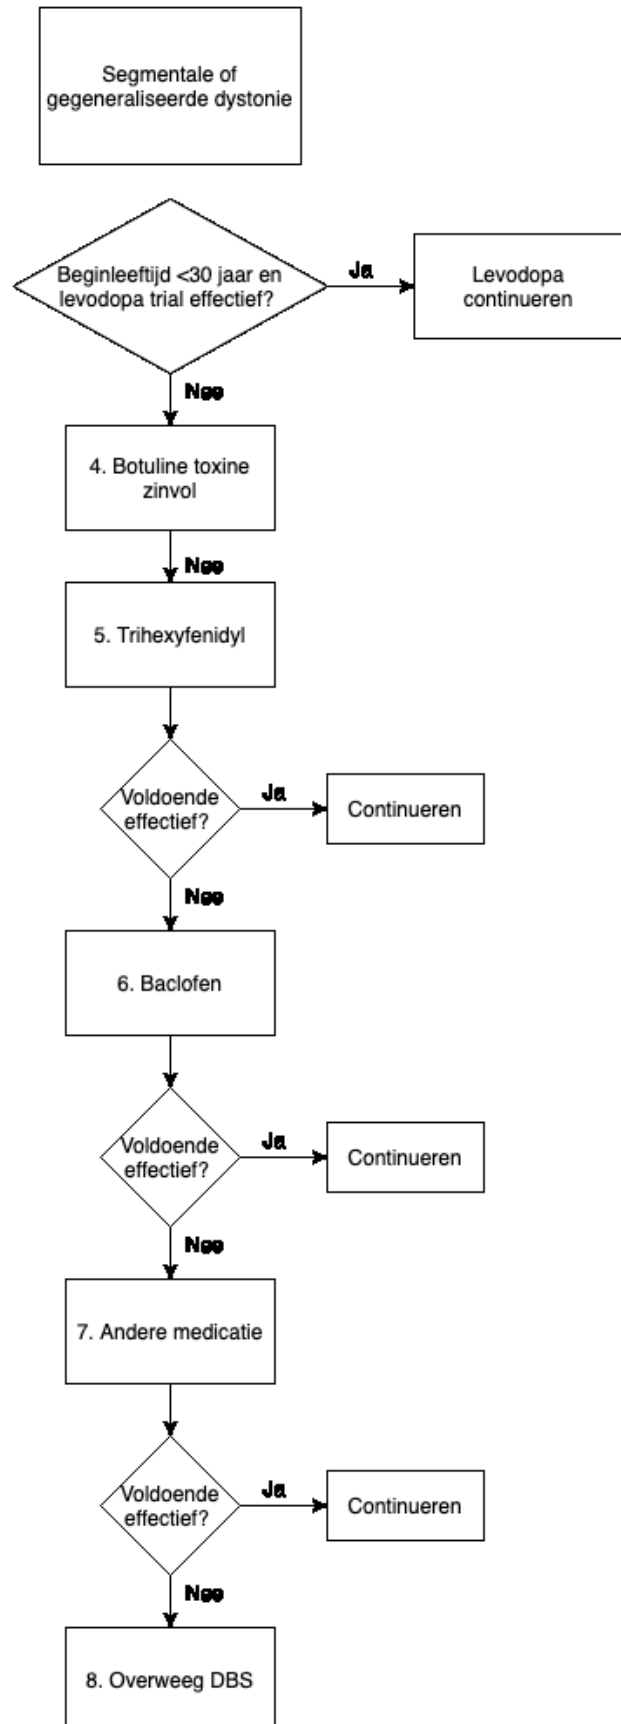 Segmentale of
gegeneraliseerde dystonie
Beginleeftijd <30 jaar en
levodopa trial effectief?
Ja
Levodopa
continueren
Nee
4. Botuline toxine
zinvol
Nee
5. Trihexyfenidyl
Voldoende
effectief?
Ja
Continueren
Nee
6. Baclofen
Voldoende
effectief?
Ja
Continueren
Nee
7. Andere medicatie
Voldoende
effectief?
Ja
Continueren
Nee
8. Overweeg DBS